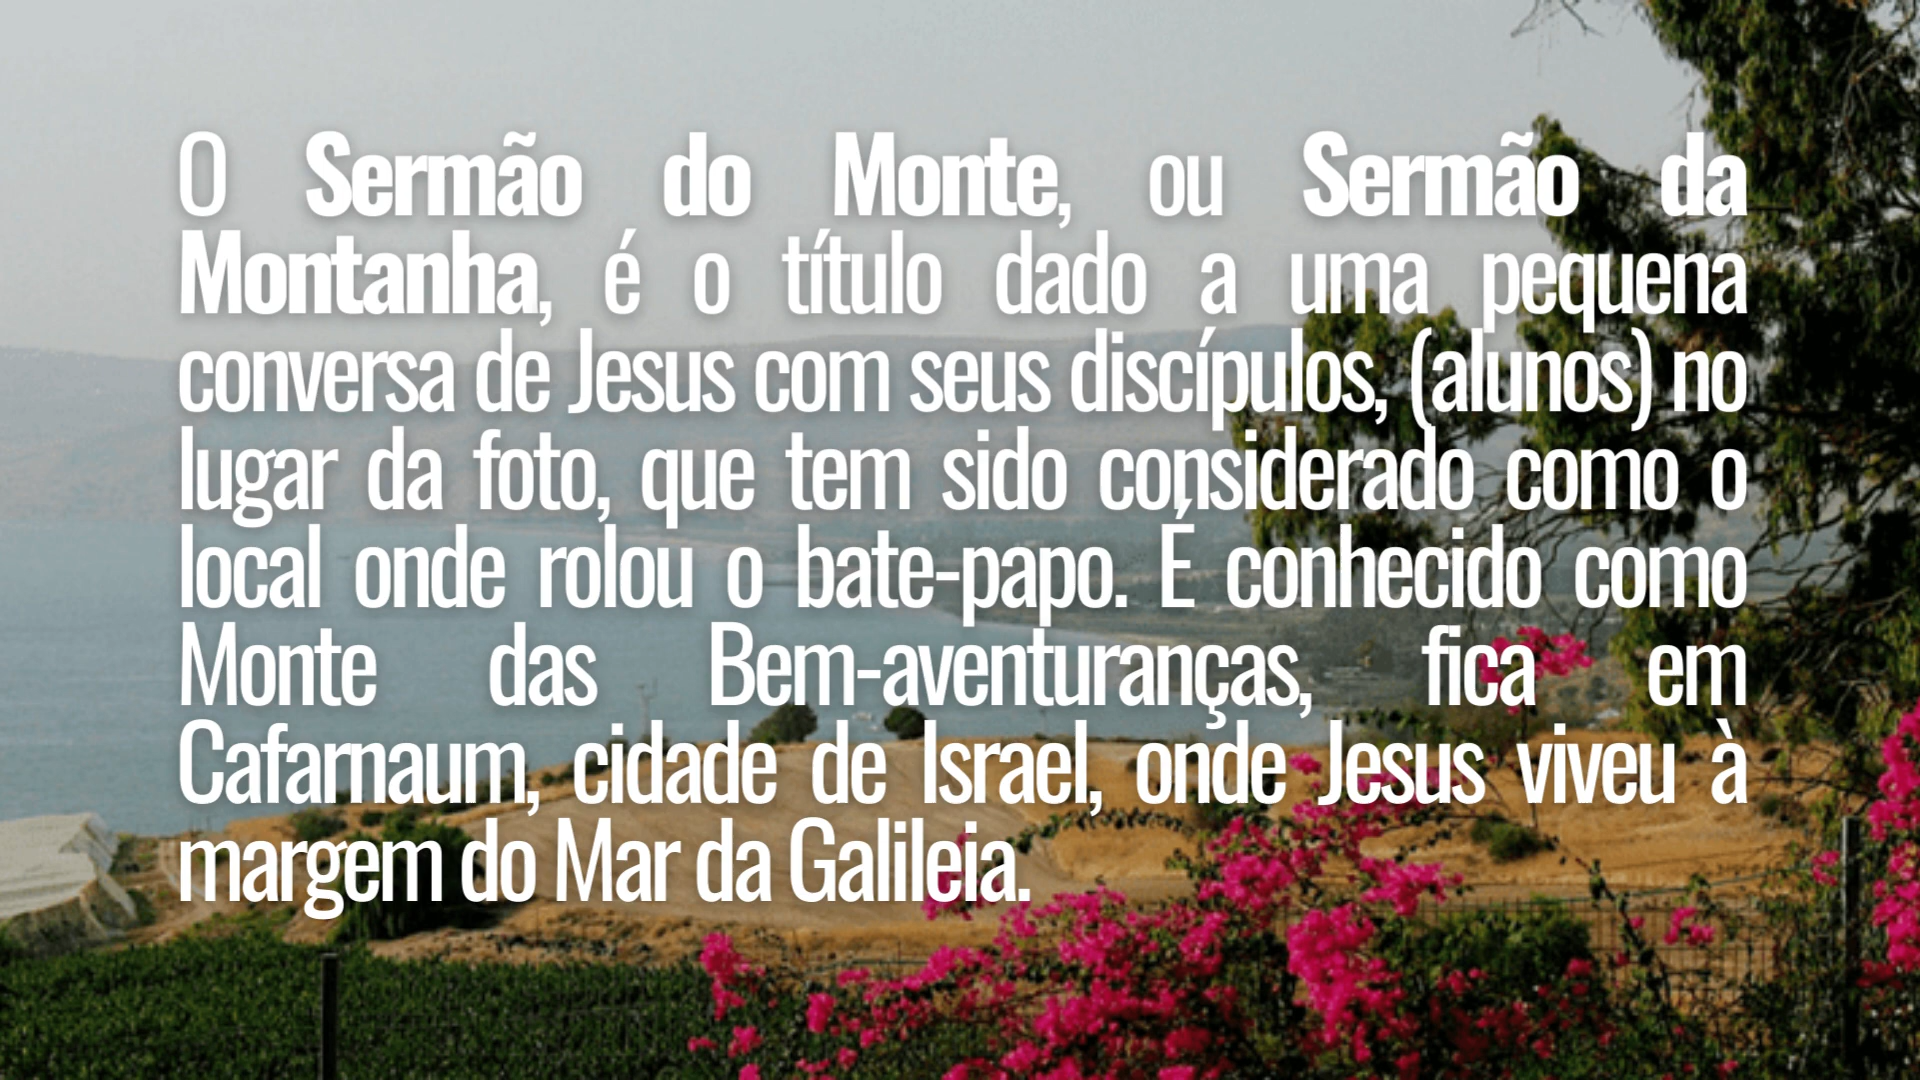 O Sermão do Monte, ou Sermão da
Montanha, é o título dado a uma pequena
conversa de Jesus com seus discípulos, (alunos) no
lugar da foto, que tem sido considerado como o
local onde rolou o bate-papo. É conhecido como
Monte das Bem-aventuranças, fica em
Cafarnaum, cidade de Israel, onde Jesus viveu à
margem do Mar da Galileia.